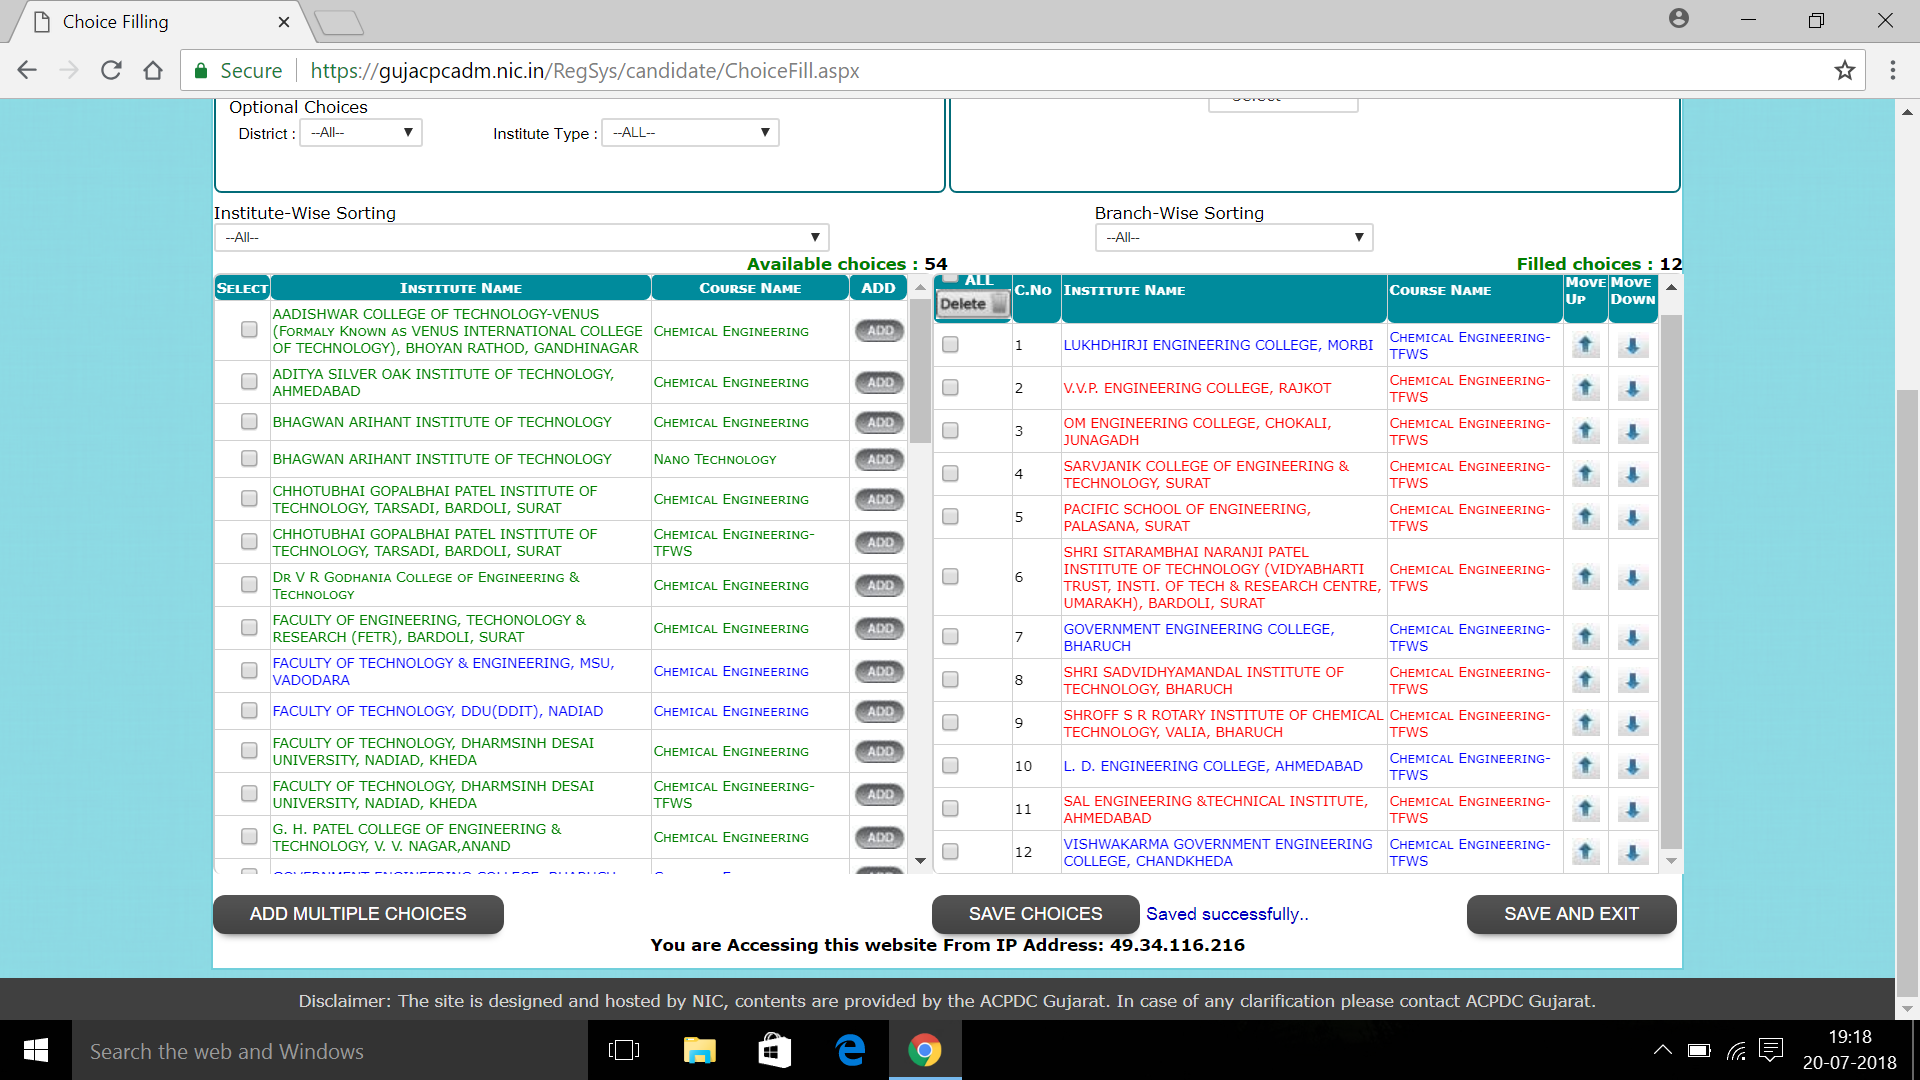 Choice Filling
Secure
https://gujacpcadm.nic.in/RegSys/candidate/ChoiceFill.aspx
Optional Choices
District : --All--
Institute Type : --ALL--
Institute-Wise Sorting
--All--
Branch-Wise Sorting
--All--
Available choices : 54
Filled choices : 12
SELECT INSTITUTE NAME COURSE NAME ADD
AADISHWAR COLLEGE OF TECHNOLOGY-VENUS
(FORMALY KNOWN AS VENUS INTERNATIONAL COLLEGE
OF TECHNOLOGY), BHOYAN RATHOD, GANDHINAGAR
CHEMICAL ENGINEERING ADD
ADITYA SILVER OAK INSTITUTE OF TECHNOLOGY,
AHMEDABAD
CHEMICAL ENGINEERING ADD
BHAGWAN ARIHANT INSTITUTE OF TECHNOLOGY CHEMICAL ENGINEERING ADD
BHAGWAN ARIHANT INSTITUTE OF TECHNOLOGY NANO TECHNOLOGY ADD
CHHOTUBHAI GOPALBHAI PATEL INSTITUTE OF
TECHNOLOGY, TARSADI, BARDOLI, SURAT
CHEMICAL ENGINEERING ADD
CHHOTUBHAI GOPALBHAI PATEL INSTITUTE OF
TECHNOLOGY, TARSADI, BARDOLI, SURAT
CHEMICAL ENGINEERING-
TFWS
ADD
DR V R GODHANIA COLLEGE OF ENGINEERING &
TECHNOLOGY
CHEMICAL ENGINEERING ADD
FACULTY OF ENGINEERING, TECHONOLOGY &
RESEARCH (FETR), BARDOLI, SURAT
CHEMICAL ENGINEERING ADD
FACULTY OF TECHNOLOGY & ENGINEERING, MSU,
VADODARA
CHEMICAL ENGINEERING ADD
FACULTY OF TECHNOLOGY, DDU(DDIT), NADIAD CHEMICAL ENGINEERING ADD
FACULTY OF TECHNOLOGY, DHARMSINH DESAI
UNIVERSITY, NADIAD, KHEDA
CHEMICAL ENGINEERING ADD
FACULTY OF TECHNOLOGY, DHARMSINH DESAI
UNIVERSITY, NADIAD, KHEDA
CHEMICAL ENGINEERING-
TFWS
ADD
G. H. PATEL COLLEGE OF ENGINEERING &
TECHNOLOGY, V. V. NAGAR,ANAND
CHEMICAL ENGINEERING ADD
ALL
Delete
C.NO INSTITUTE NAME COURSE NAME
MOVE
UP
MOVE
DOWN
1 LUKHDHIRJI ENGINEERING COLLEGE, MORBI
CHEMICAL ENGINEERING-
TFWS
2 V.V.P. ENGINEERING COLLEGE, RAJKOT
CHEMICAL ENGINEERING-
TFWS
3
OM ENGINEERING COLLEGE, CHOKALI,
JUNAGADH
CHEMICAL ENGINEERING-
TFWS
4
SARVJANIK COLLEGE OF ENGINEERING &
TECHNOLOGY, SURAT
CHEMICAL ENGINEERING-
TFWS
5
PACIFIC SCHOOL OF ENGINEERING,
PALASANA, SURAT
CHEMICAL ENGINEERING-
TFWS
6
SHRI SITARAMBHAI NARANJI PATEL
INSTITUTE OF TECHNOLOGY (VIDYABHARTI
TRUST, INSTI. OF TECH & RESEARCH CENTRE,
UMARAKH), BARDOLI, SURAT
CHEMICAL ENGINEERING-
TFWS
7
GOVERNMENT ENGINEERING COLLEGE,
BHARUCH
CHEMICAL ENGINEERING-
TFWS
8
SHRI SADVIDHYAMANDAL INSTITUTE OF
TECHNOLOGY, BHARUCH
CHEMICAL ENGINEERING-
TFWS
9
SHROFF S R ROTARY INSTITUTE OF CHEMICAL
TECHNOLOGY, VALIA, BHARUCH
CHEMICAL ENGINEERING-
TFWS
10 L. D. ENGINEERING COLLEGE, AHMEDABAD
CHEMICAL ENGINEERING-
TFWS
11
SAL ENGINEERING &TECHNICAL INSTITUTE,
AHMEDABAD
CHEMICAL ENGINEERING-
TFWS
12
VISHWAKARMA GOVERNMENT ENGINEERING
COLLEGE, CHANDKHEDA
CHEMICAL ENGINEERING-
TFWS
ADD MULTIPLE CHOICES
SAVE CHOICES
Saved successfully..
SAVE AND EXIT
You are Accessing this website From IP Address: 49.34.116.216
Disclaimer: The site is designed and hosted by NIC, contents are provided by the ACPDC Gujarat. In case of any clarification please contact ACPDC Gujarat.
Search the web and Windows
19:18
20-07-2018